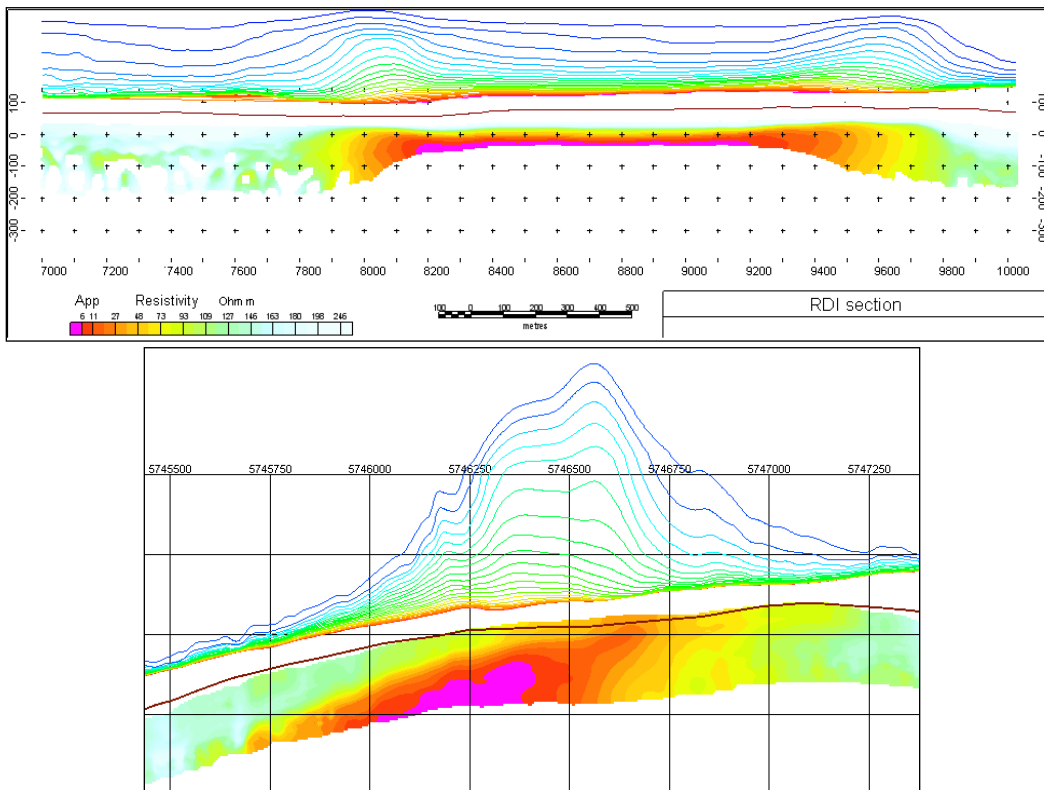 100 100
0 0
-100 -100
-200 -200
-300 -300
7000 7200 7400 7600 7800 8000 8200 8400 8600 8800 9000 9200 9400 9600 9800 10000
App Resistivity Ohm m
6 11 27 48 73 93 109 127 146 163 180 198 246
100 0 100 200 300 400 500
metres
RDI section
5745500 5745750 5746000 5746250 5746500 5746750 5747000 5747250